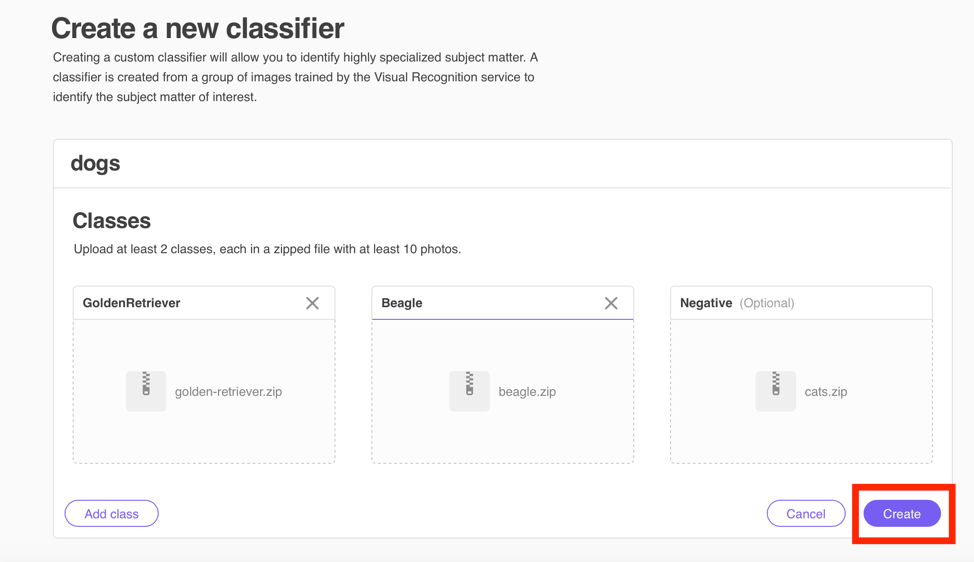 Create a new classifier
Creating a custom classifier will allow you to identify highly specialized subject matter. A
classifier is created from a group of images trained by the Visual Recognition service to
identify the subject matter of interest.
dogs
Classes
Upload at least 2 classes, each in a zipped file with at least 10 photos.
GoldenRetriever
Beagle
Negative (Optional)
golden-retriever.zip
beagle.zip
cats.zip
Add class
Cancel
Create